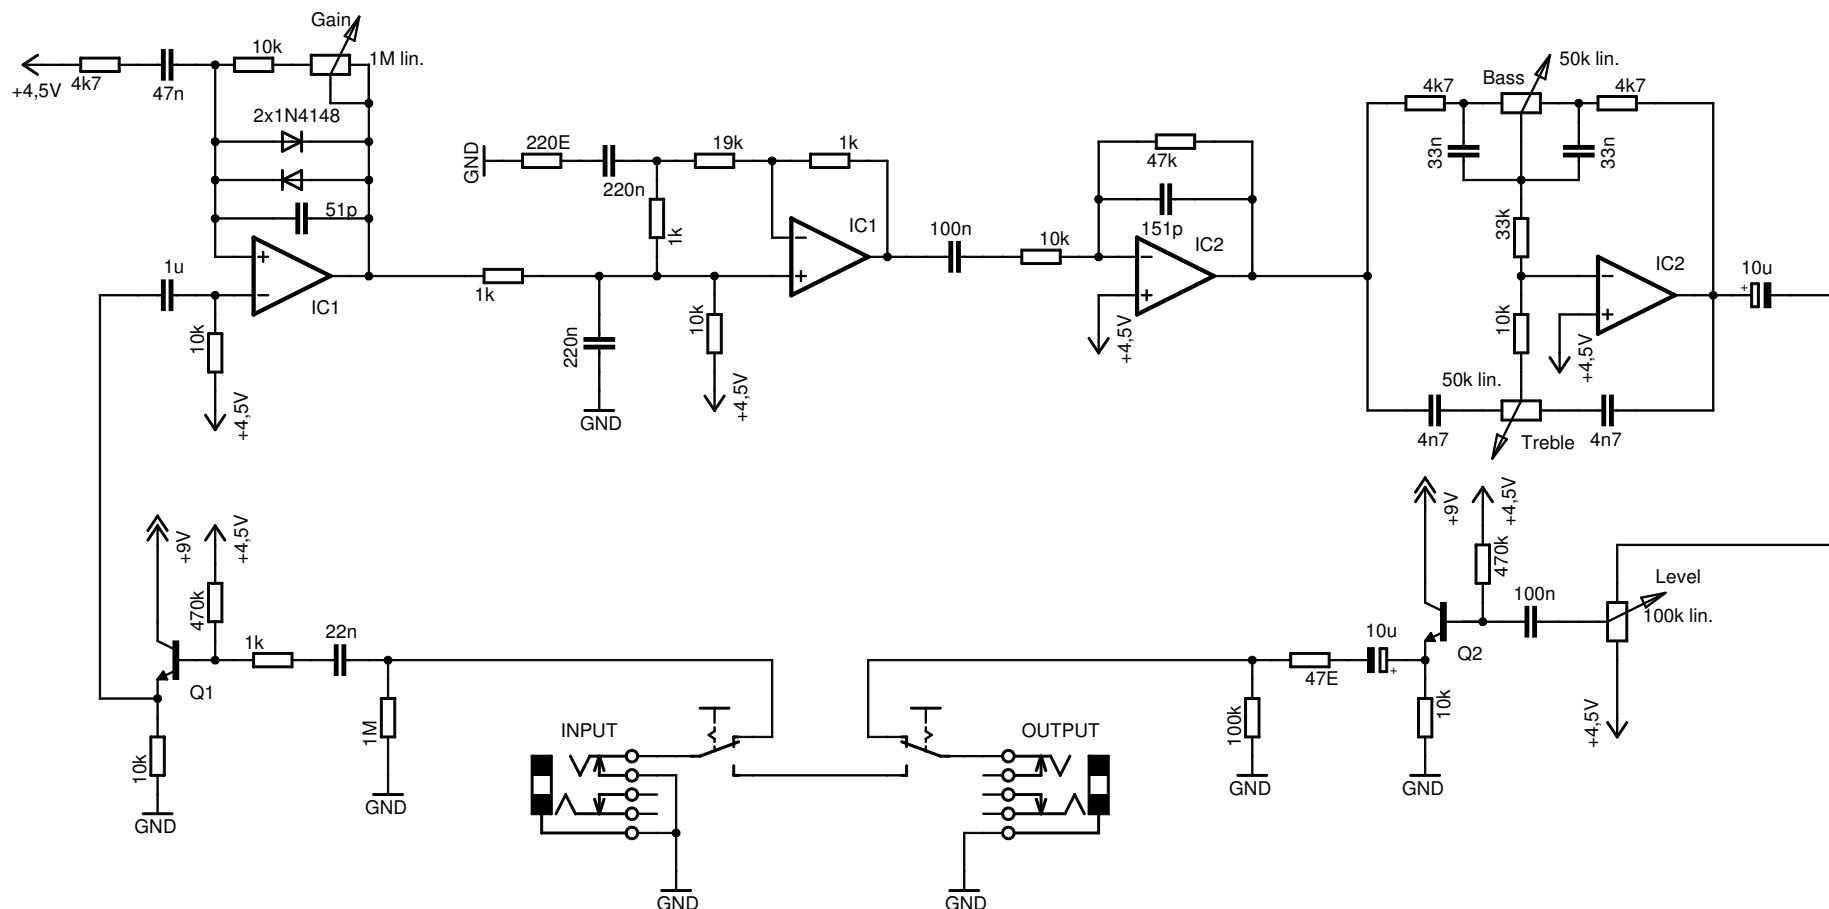 Gain
10k
1M lin.
+4,5V
4k7
47n
2x1N4148
51p
+
−
IC1
1u
10k
+4,5V
GND
220E
220n
19k
1k
1k
1k
220n
GND
10k
+4,5V
−
+
IC1
100n
10k
47k
151p
−
+
IC2
+4,5V
50k lin.
Bass
4k7
4k7
33n
33n
33k
10k
−
+
IC2
+4,5V
10u
+
50k lin.
4n7
Treble
4n7
+9V
+4,5V
470k
1k
22n
Q1
10k
GND
1M
GND
INPUT
GND
OUTPUT
GND
100k
GND
47E
10u
+
+9V
+4,5V
470k
100n
Q2
10k
GND
Level
100k lin.
+4,5V